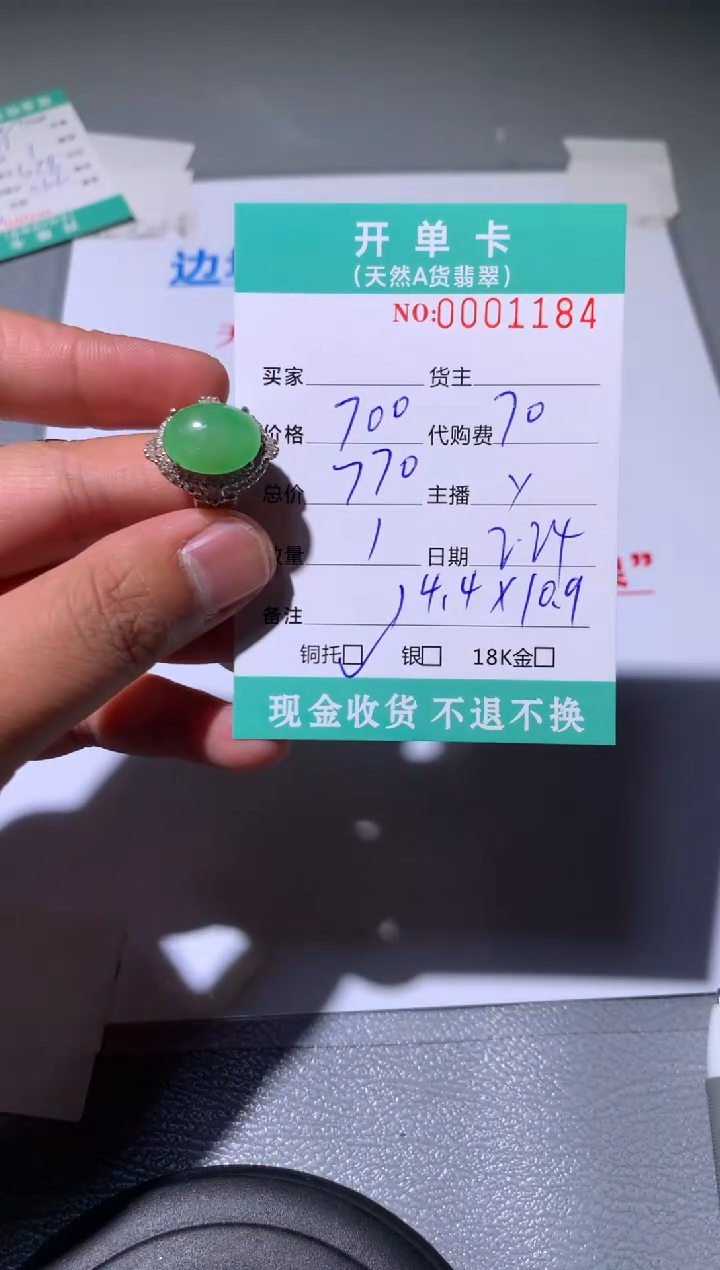 开单卡
(天然A货翡翠)
NO:0001184
买家 货主
价格 700 代购费 70
总价 770 主播 y
数量 1 日期 2.24
备注 14.4X10.9
铜托☑ 银□ 18K金□
现金收货 不退不换
边
天